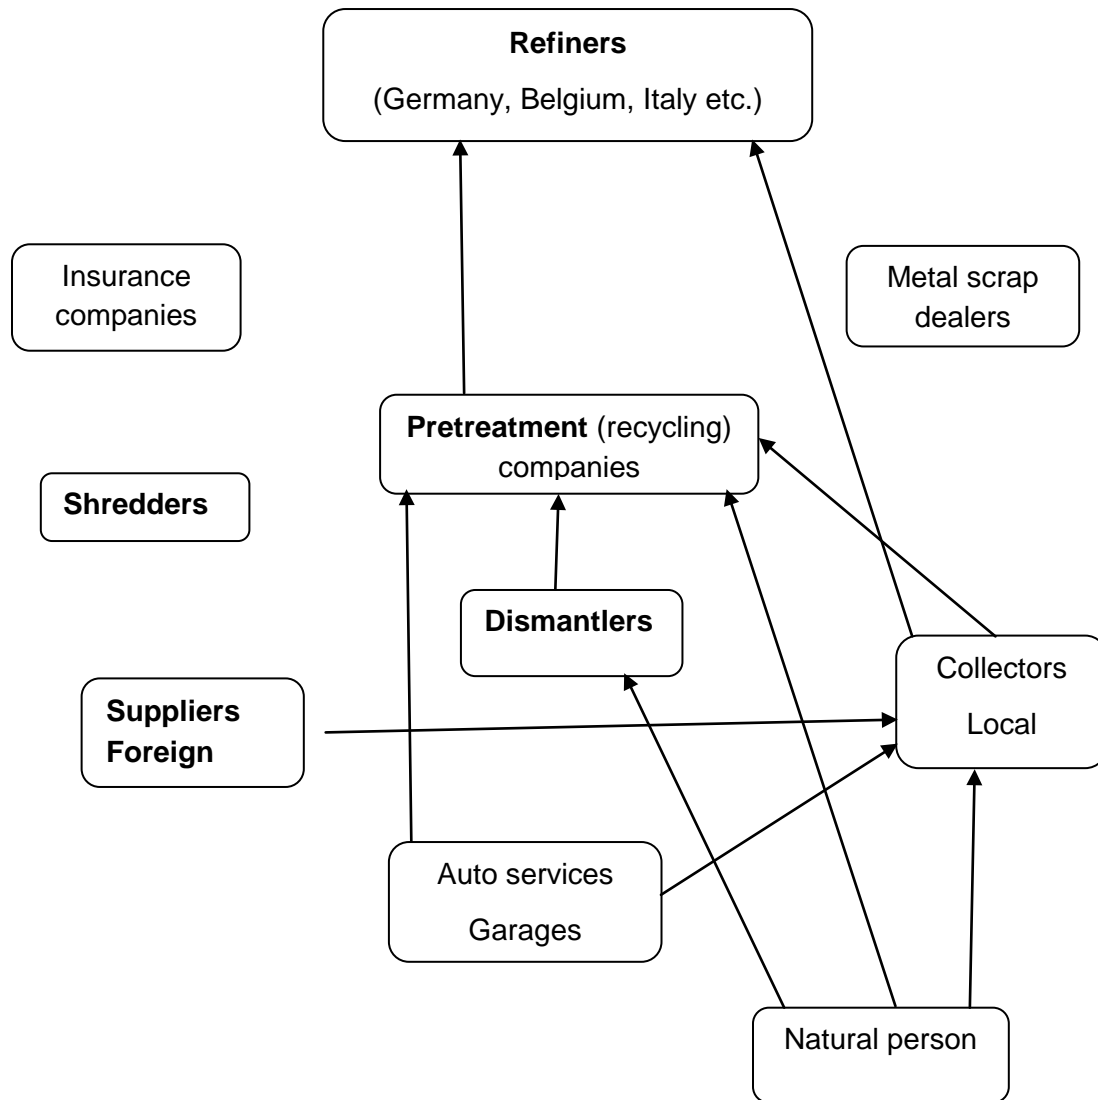 Refiners
(Germany, Belgium, Italy etc.)
Insurance
companies
Metal scrap
dealers
Pretreatment (recycling)
companies
Shredders
Dismantlers
Collectors
Local
Suppliers
Foreign
Auto services
Garages
Natural person